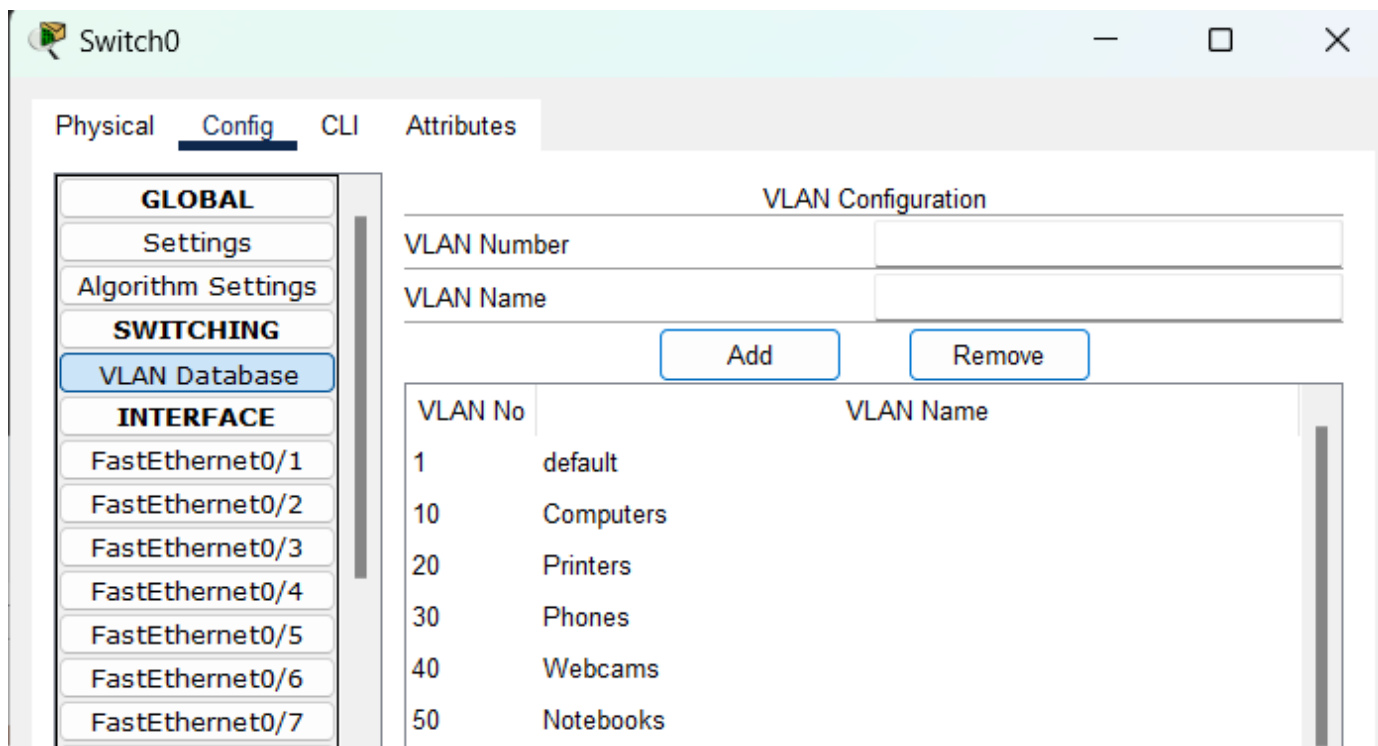 Switch0
Physical Config CLI Attributes
GLOBAL
Settings
Algorithm Settings
SWITCHING
VLAN Database
INTERFACE
FastEthernet0/1
FastEthernet0/2
FastEthernet0/3
FastEthernet0/4
FastEthernet0/5
FastEthernet0/6
FastEthernet0/7
VLAN Configuration
VLAN Number
VLAN Name
Add Remove
VLAN No VLAN Name
1 default
10 Computers
20 Printers
30 Phones
40 Webcams
50 Notebooks